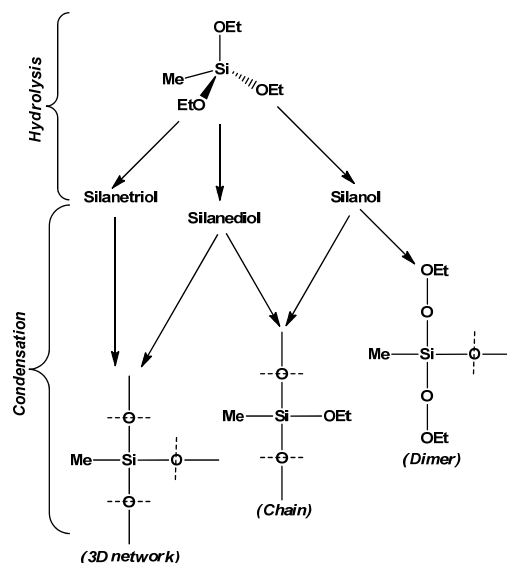 Hydrolysis
OEt
Me
Si
OEt
EtO
Silanetriol
Silanediol
Silanol
Condensation
OEt
O
Me
Si
O
O
OEt
(Dimer)
O
Me
Si
OEt
O
(Chain)
O
Me
Si
O
O
(3D network)